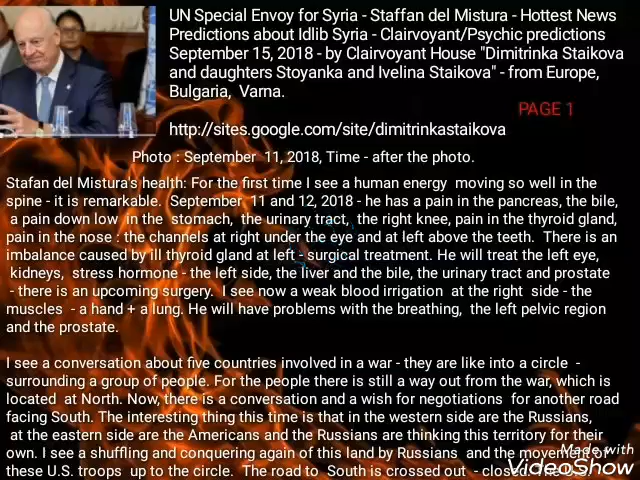 UN Special Envoy for Syria - Staffan del Mistura - Hottest News
Predictions about Idlib Syria - Clairvoyant/Psychic predictions
September 15, 2018 - by Clairvoyant House "Dimitrinka Staikova
and daughters Stoyanka and Ivelina Staikova" - from Europe,
Bulgaria, Varna.
PAGE 1
http://sites.google.com/site/dimitrinkastaikova
Photo : September 11, 2018, Time - after the photo.
Stafan del Mistura's health: For the first time I see a human energy moving so well in the
spine - it is remarkable. September 11 and 12, 2018 - he has a pain in the pancreas, the bile,
a pain down low in the stomach, the urinary tract, the right knee, pain in the thyroid gland,
pain in the nose : the channels at right under the eye and at left above the teeth. There is an
imbalance caused by ill thyroid gland at left - surgical treatment. He will treat the left eye,
kidneys, stress hormone - the left side, the liver and the bile, the urinary tract and prostate
- there is an upcoming surgery. I see now a weak blood irrigation at the right side - the
muscles - a hand + a lung. He will have problems with the breathing, the left pelvic region
and the prostate.
I see a conversation about five countries involved in a war - they are like into a circle -
surrounding a group of people. For the people there is still a way out from the war, which is
located at North. Now, there is a conversation and a wish for negotiations for another road
facing South. The interesting thing this time is that in the western side are the Russians,
at the eastern side are the Americans and the Russians are thinking this territory for their
own. I see a shuffling and conquering again of this land by Russians and the movement of
these U.S. troops up to the circle. The road to South is crossed out - closed. The
Made with
VideoShow